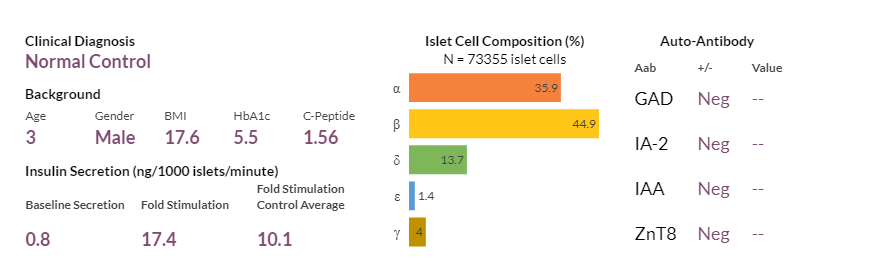 Clinical Diagnosis
Normal Control
Background
Age Gender BMI HbA1c C-Peptide
3 Male 17.6 5.5 1.56
Insulin Secretion (ng/1000 islets/minute)
Baseline Secretion Fold Stimulation Fold Stimulation Control Average
0.8 17.4 10.1
Islet Cell Composition (%)
N = 73355 islet cells
α 35.9
β 44.9
δ 13.7
ε 1.4
γ 4
Auto-Antibody
Aab +/- Value
GAD Neg --
IA-2 Neg --
IAA Neg --
ZnT8 Neg --